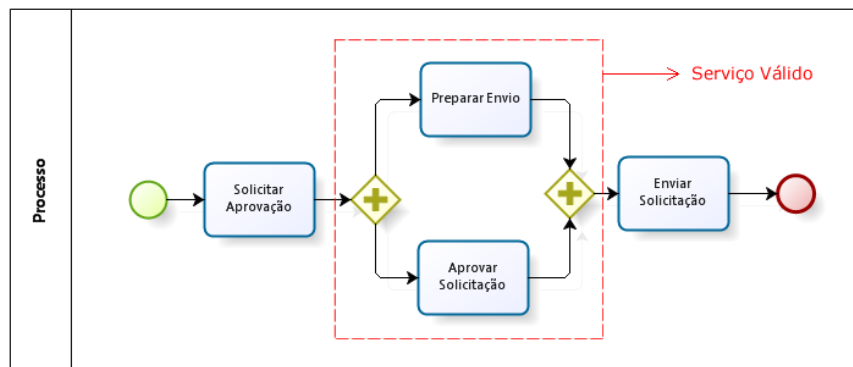 Processo
Solicitar
Aprovação
Preparar Envio
Aprovar
Solicitação
Serviço Válido
Enviar
Solicitação